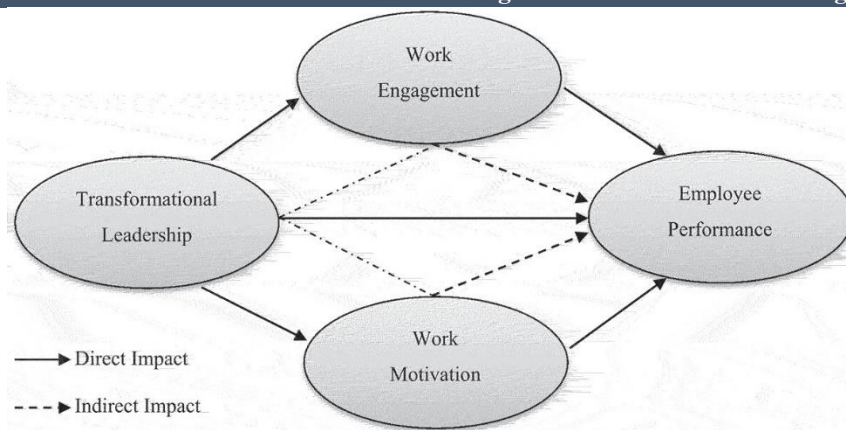 Work
Engagement
Transformational
Leadership
Employee
Performance
Work
Motivation
Direct Impact
Indirect Impact